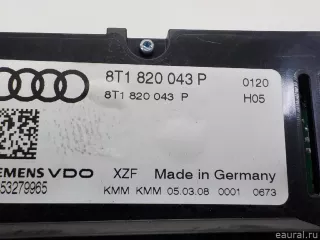 8T1 820 043 P 0120
8T1 820 043 P H05
EMENS VDO XZF Made in Germany
53279965 KMM KMM 05.03.08 0001 0673
eaural.ru